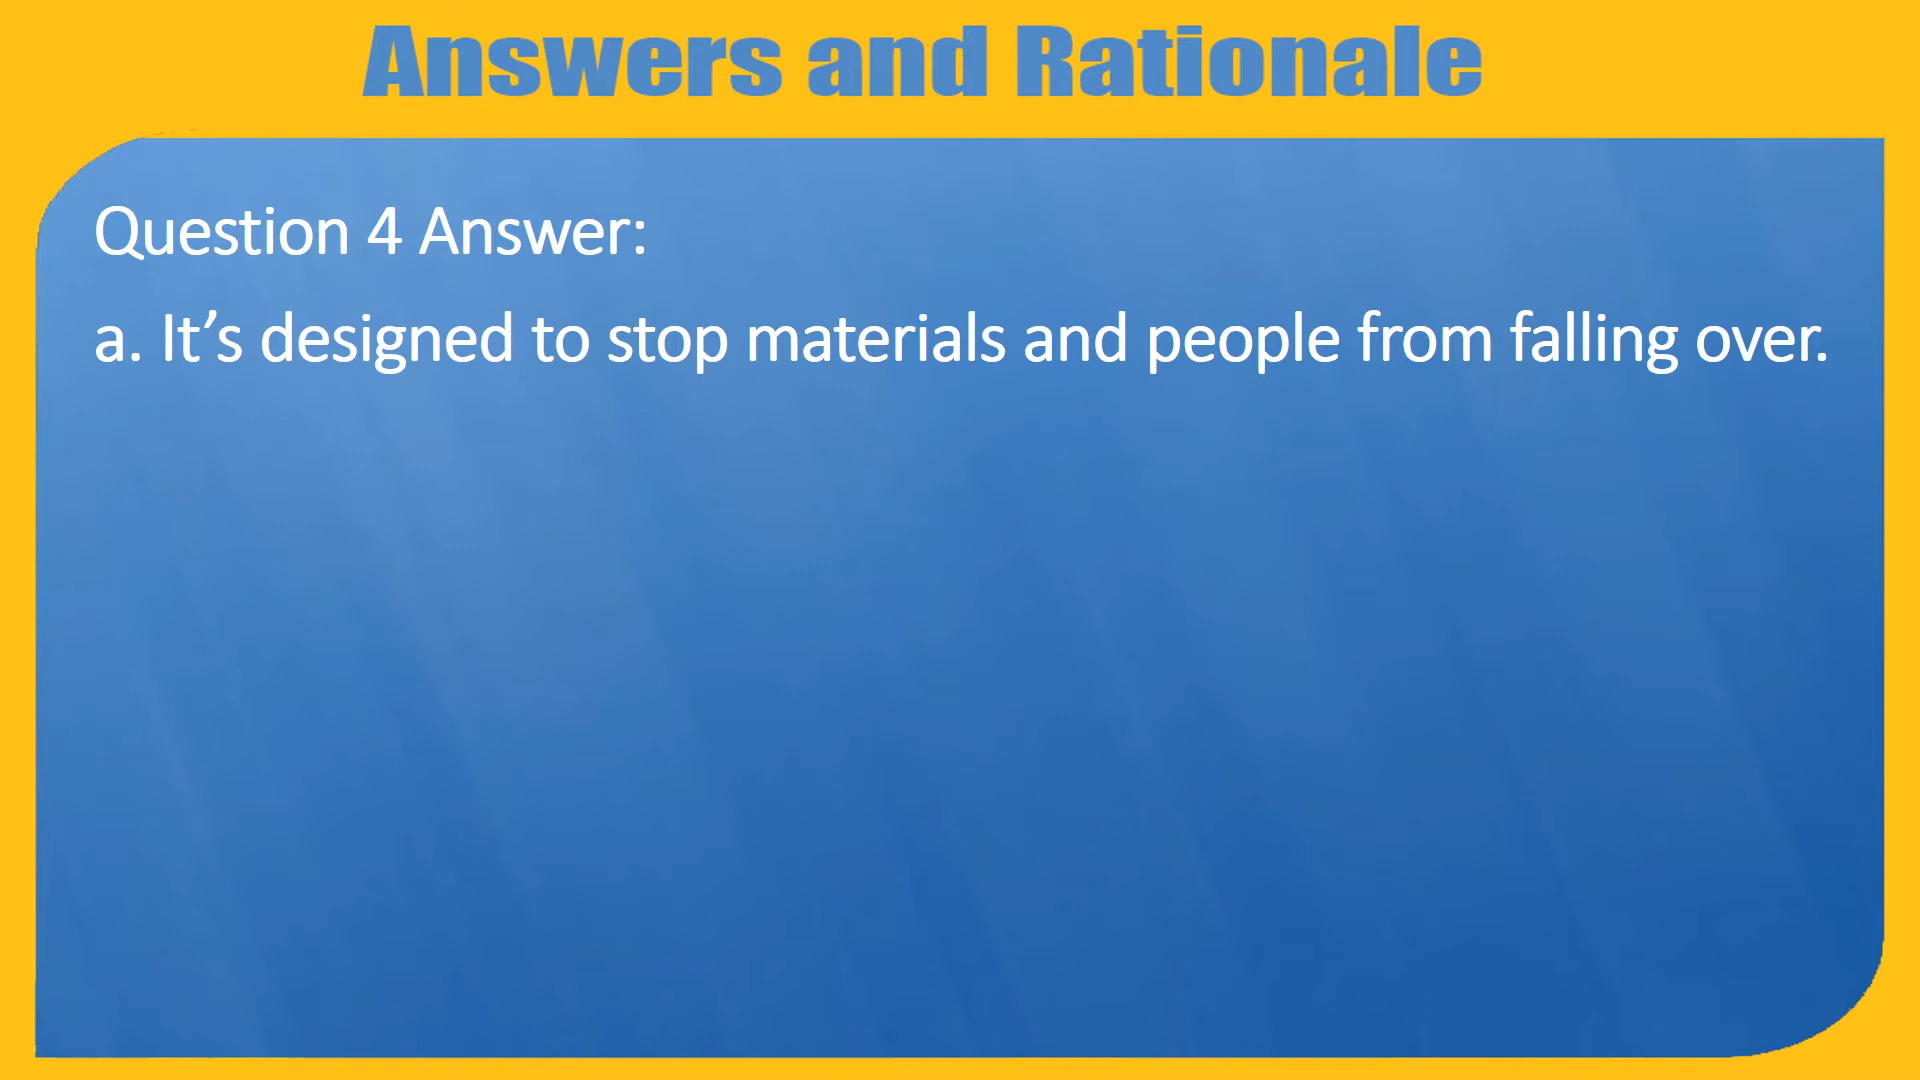 Answers and Rationale
Question 4 Answer:
a. It’s designed to stop materials and people from falling over.